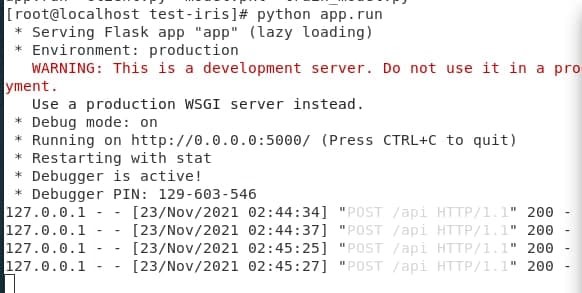 [root@localhost test-iris]# python app.run
* Serving Flask app "app" (lazy loading)
* Environment: production
WARNING: This is a development server. Do not use it in a pro
yment.
Use a production WSGI server instead.
* Debug mode: on
* Running on http://0.0.0.0:5000/ (Press CTRL+C to quit)
* Restarting with stat
* Debugger is active!
* Debugger PIN: 129-603-546
127.0.0.1 - - [23/Nov/2021 02:44:34] "POST /api HTTP/1.1" 200 -
127.0.0.1 - - [23/Nov/2021 02:44:37] "POST /api HTTP/1.1" 200 -
127.0.0.1 - - [23/Nov/2021 02:45:25] "POST /api HTTP/1.1" 200 -
127.0.0.1 - - [23/Nov/2021 02:45:27] "POST /api HTTP/1.1" 200 -